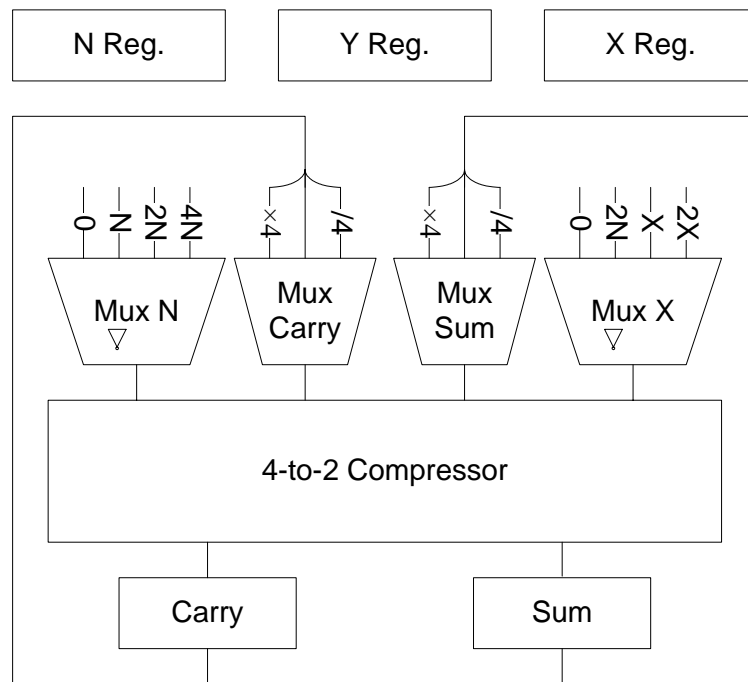 N Reg.
Y Reg.
X Reg.
0
N
2N
4N
×4
/4
×4
/4
0
2N
X
2X
Mux N
Mux
Carry
Mux
Sum
Mux X
4-to-2 Compressor
Carry
Sum